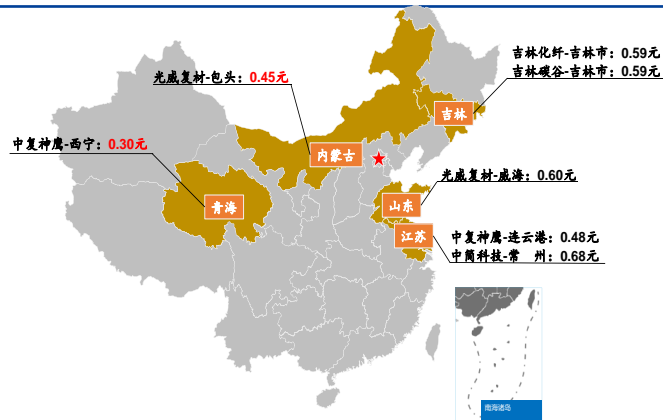 吉林化纤-吉林市：0.59元
吉林碳谷-吉林市：0.59元
光威复材-包头：0.45元
吉林
中复神鹰-西宁：0.30元
内蒙古
光威复材-威海：0.60元
青海
山东
江苏
中复神鹰-连云港：0.48元
中简科技-常 州：0.68元
南海诸岛